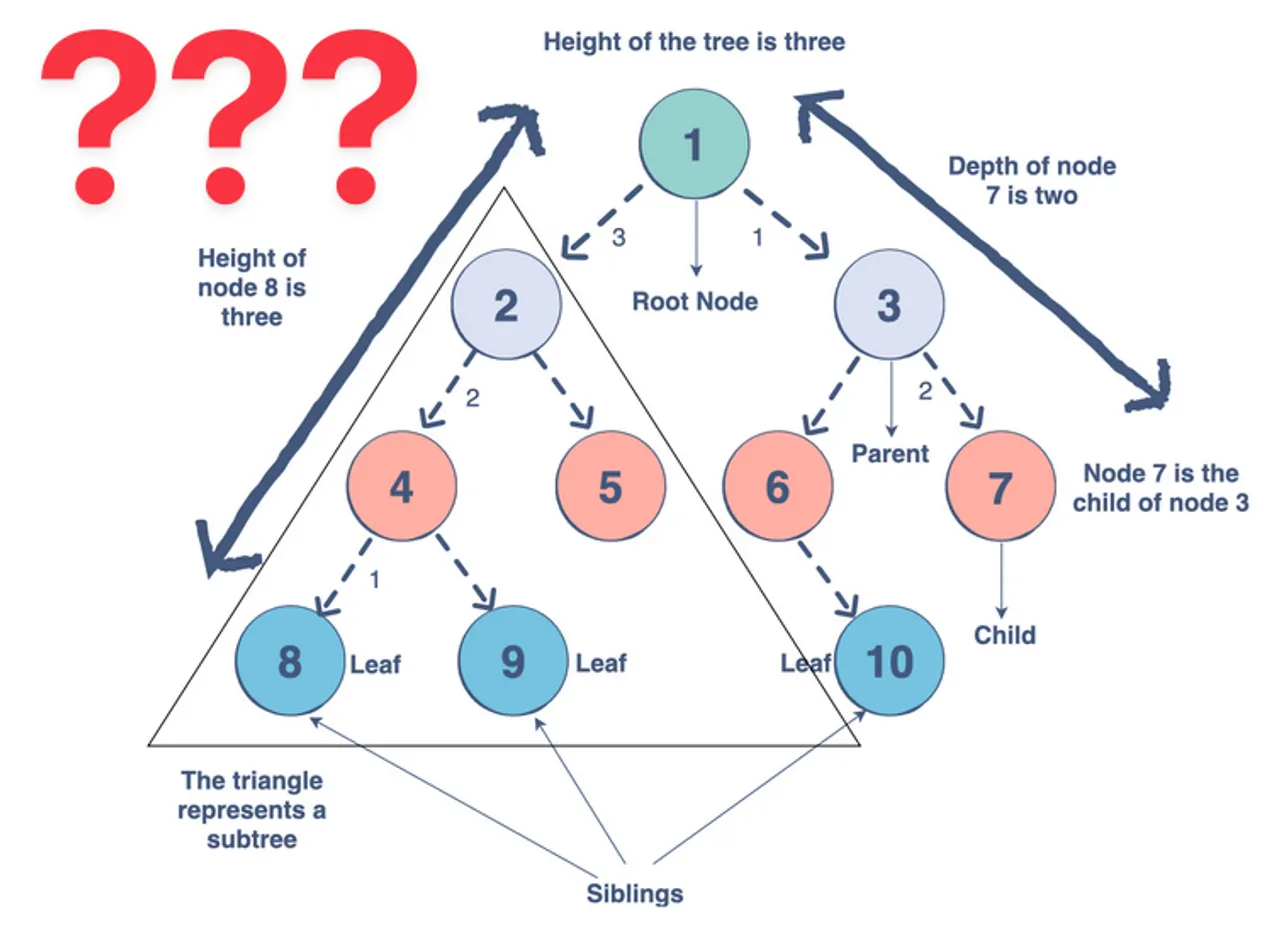 ???
Height of the tree is three
1
Depth of node
7 is two
3
1
Height of
node 8 is
three
Root Node
2
3
2
2
Parent
4
5
6
7
Node 7 is the
child of node 3
1
Child
8
Leaf
9
Leaf
Leaf
10
The triangle
represents a
subtree
Siblings